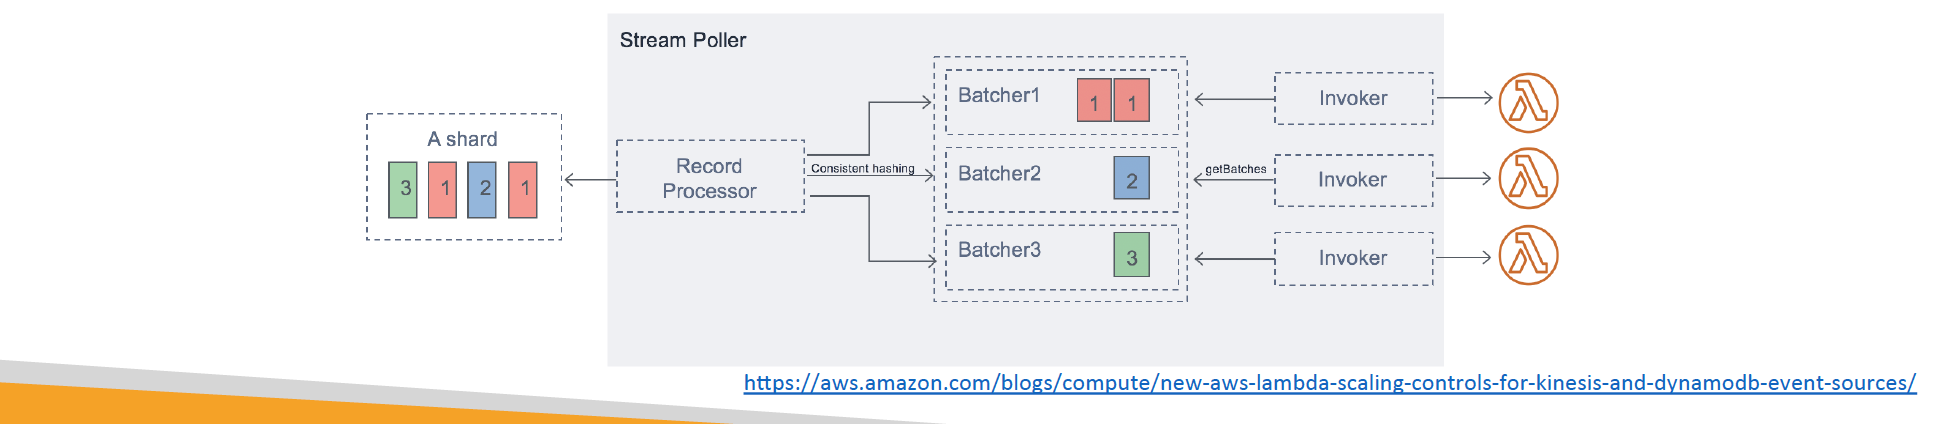 Stream Poller
A shard
3 1 2 1
Record
Processor
Consistent hashing
Batcher1
1 1
Batcher2
2
Batcher3
3
getBatches
Invoker
Invoker
Invoker
https://aws.amazon.com/blogs/compute/new-aws-lambda-scaling-controls-for-kinesis-and-dynamodb-event-sources/